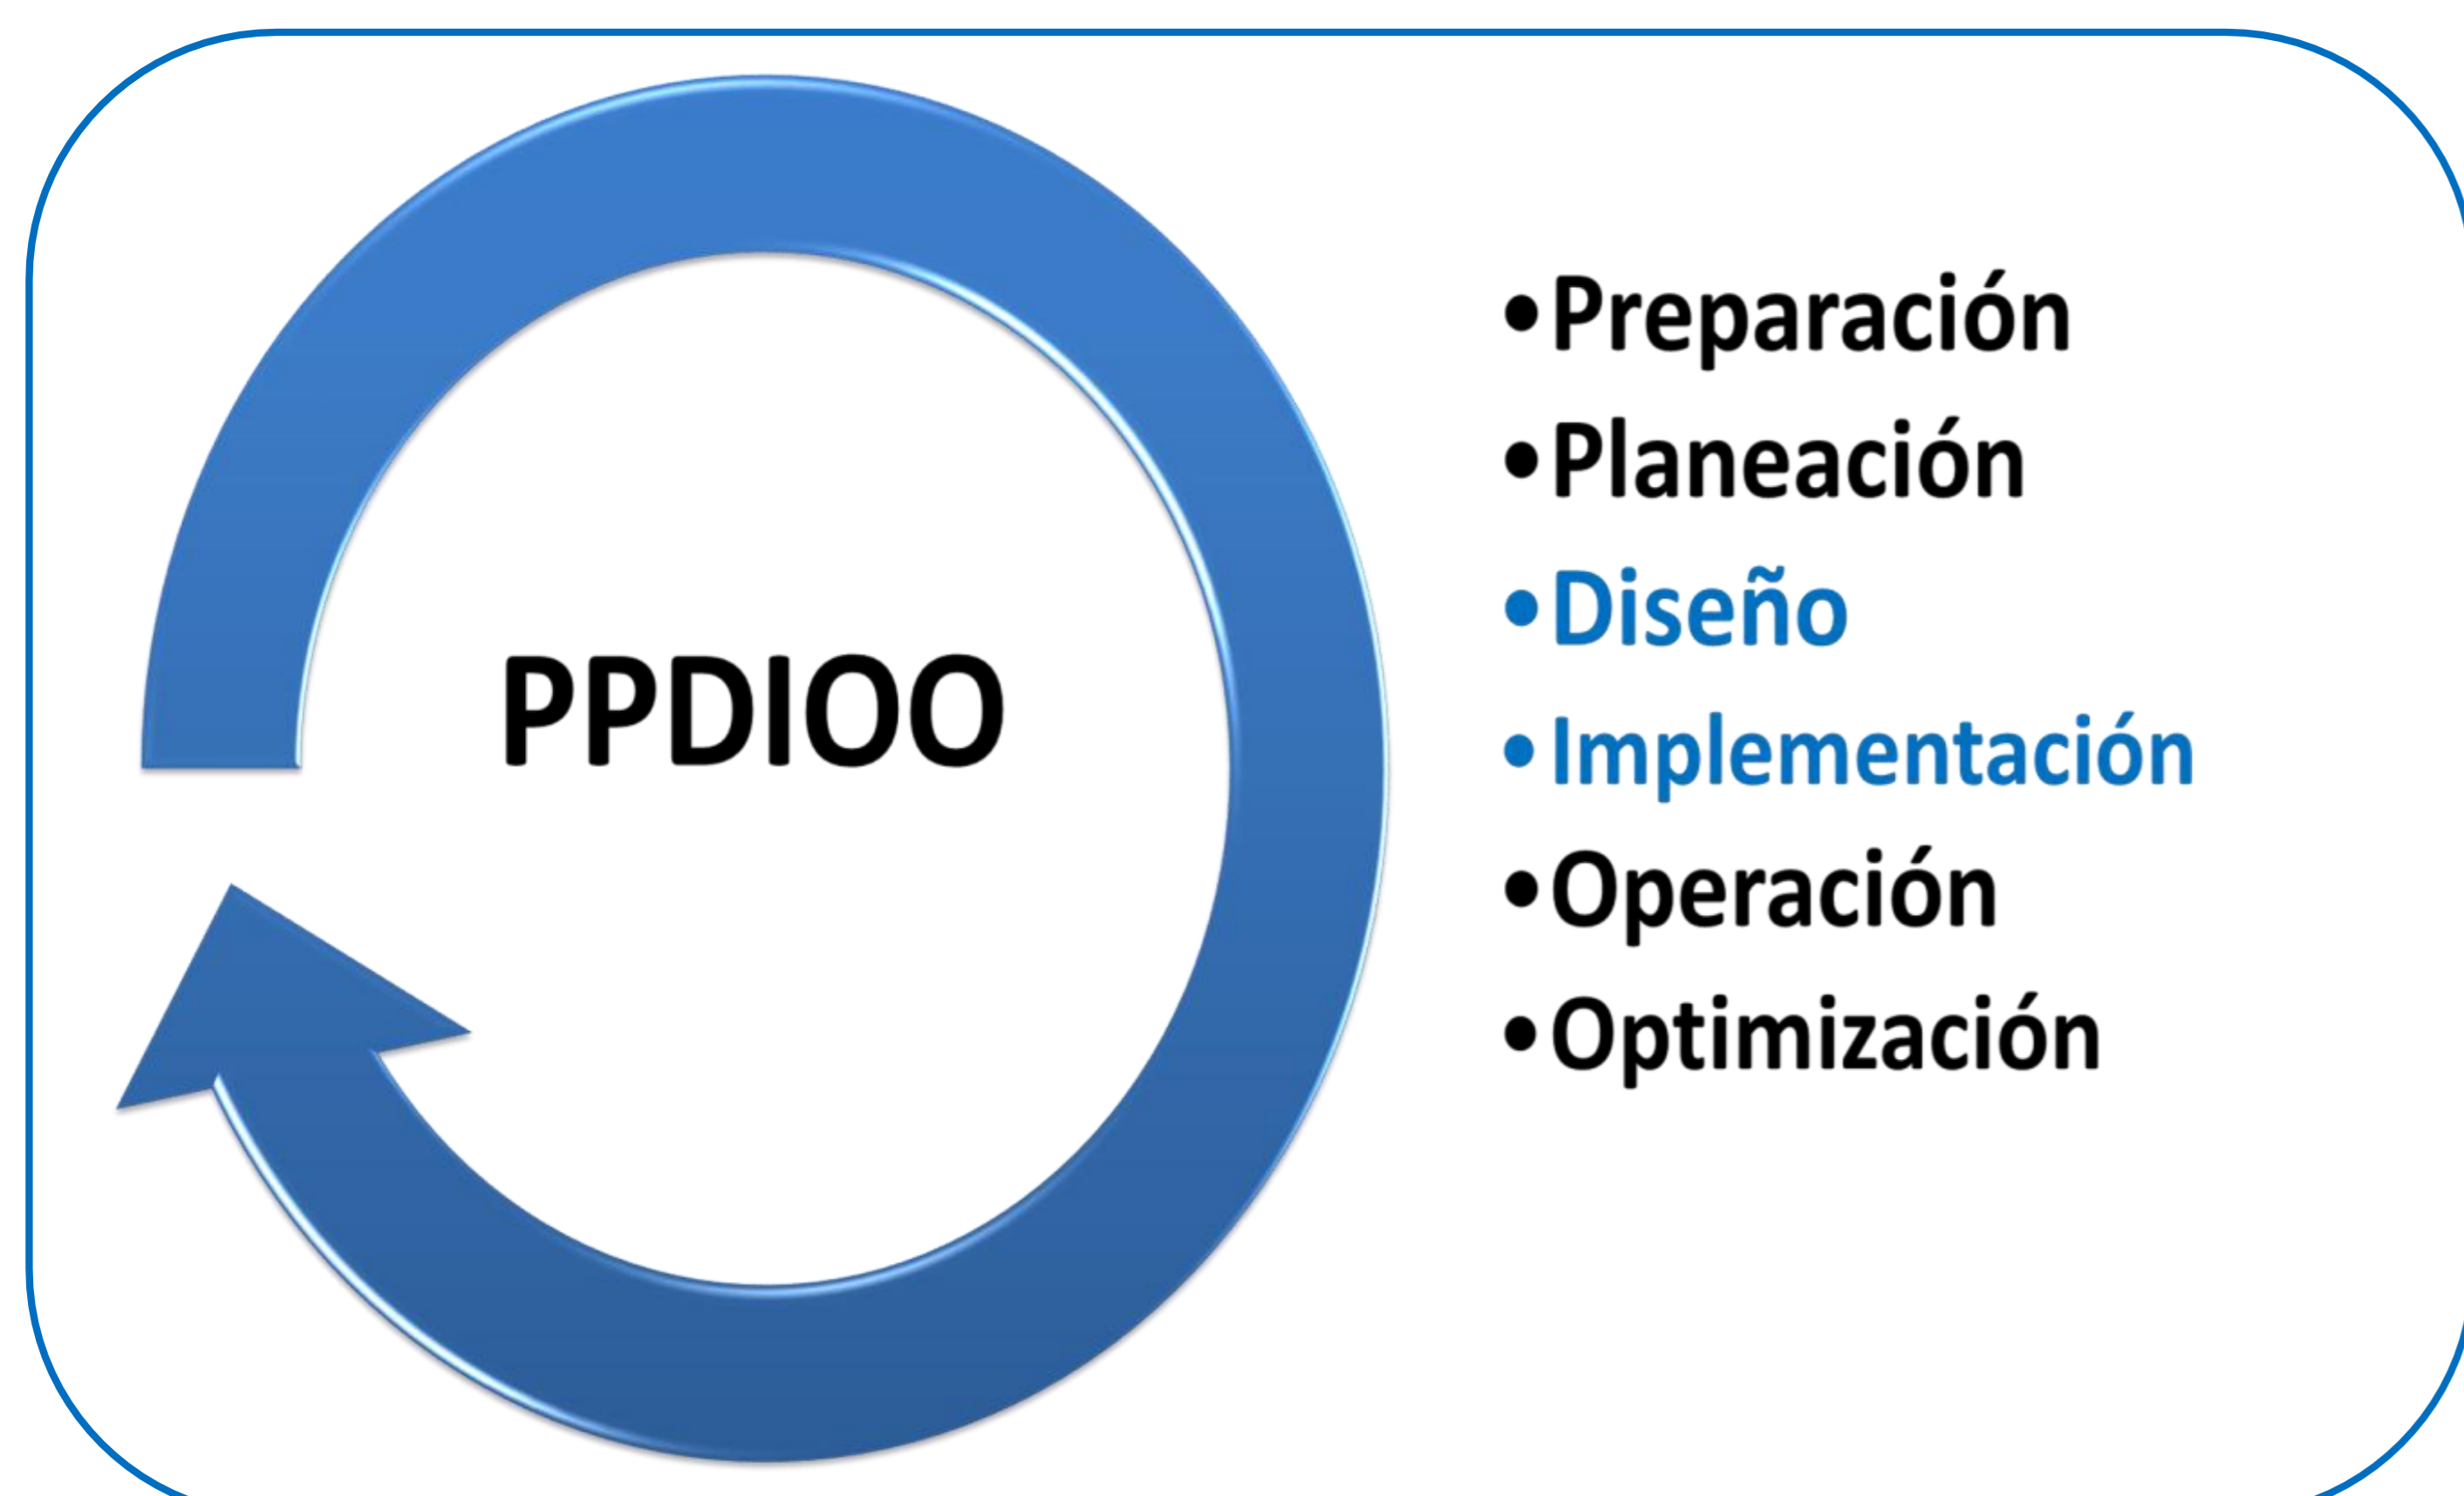 PPDIOO
•Preparación
•Planeación
•Diseño
•Implementación
•Operación
•Optimización